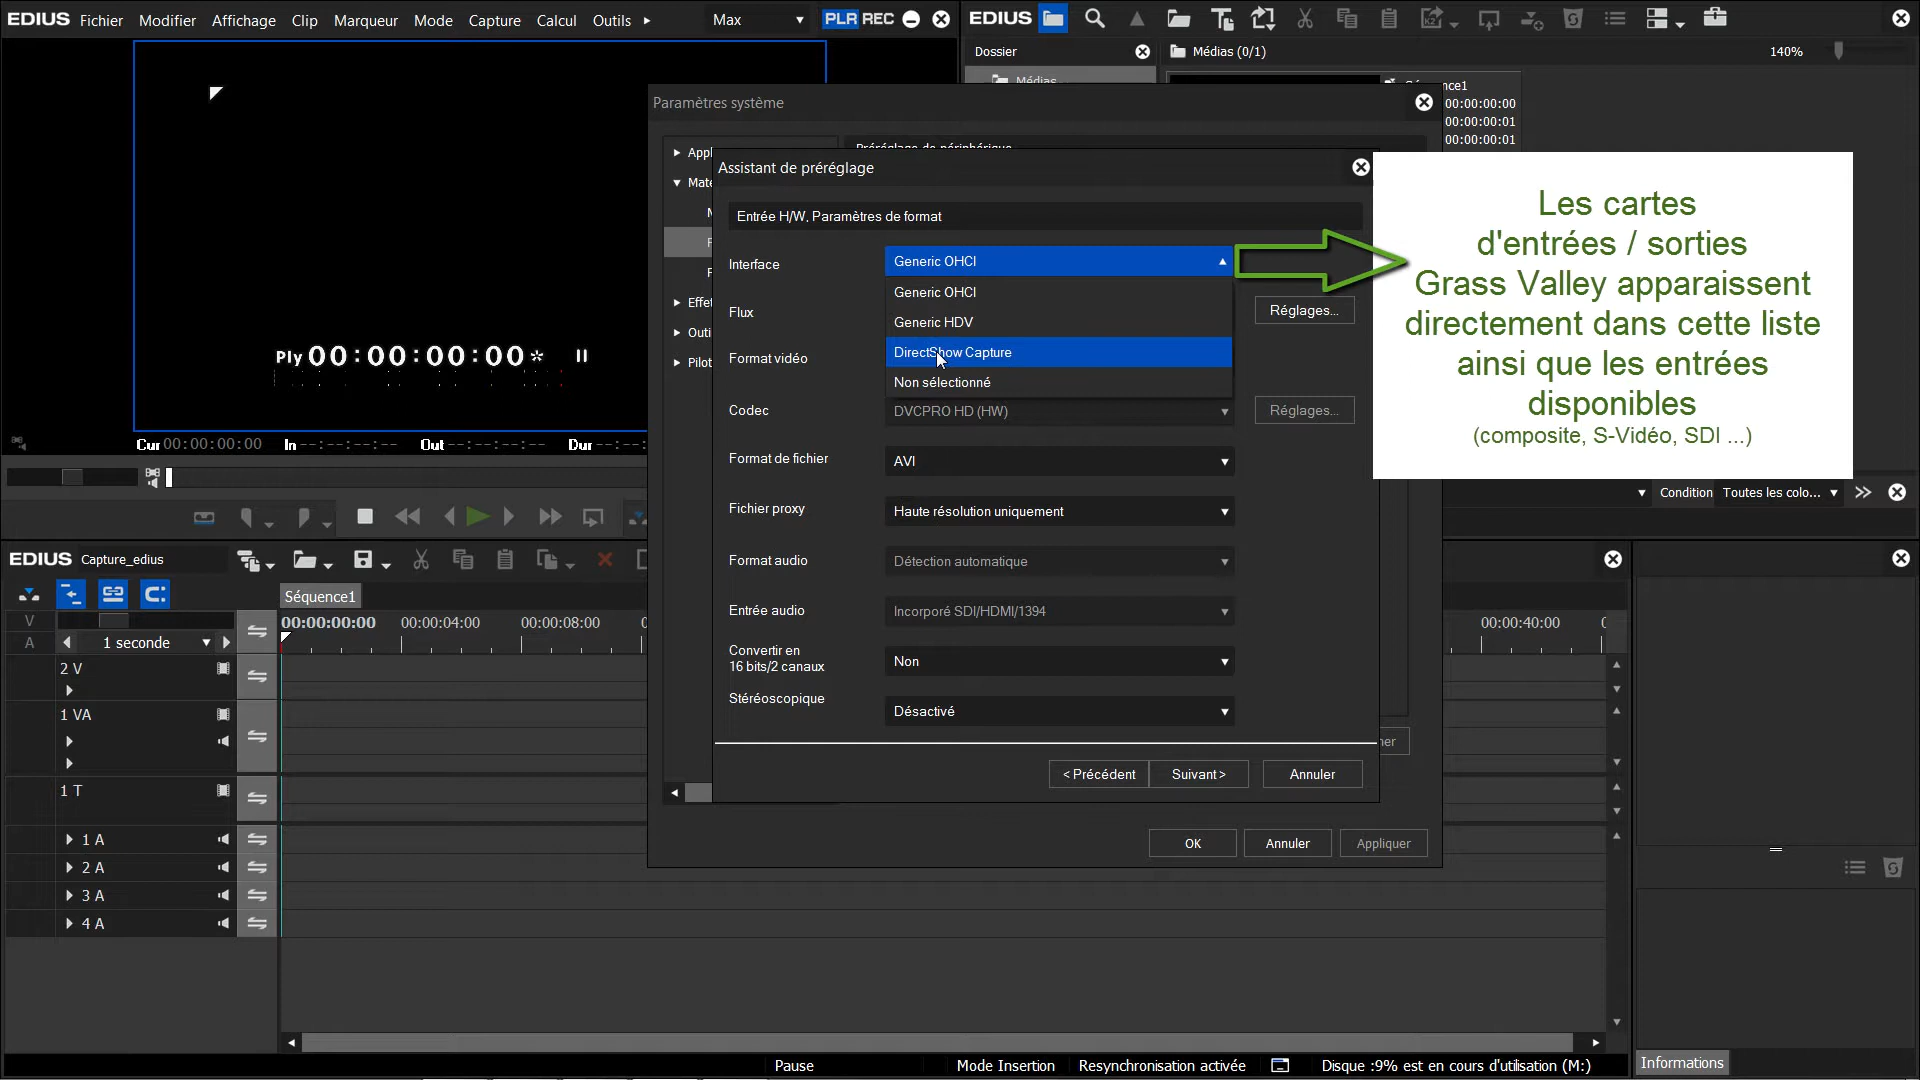 EDIUS Fichier Modifier Affichage Clip Marqueur Mode Capture Calcul Outils Max PLR REC
EDIUS
Dossier
Médias (0/1)
140%
Médias
00:00:00:00
00:00:00:01
00:00:00:01
Ply 00:00:00:00 *
Cur 00:00:00:00 In --:--:--:-- Out --:--:--:-- Dur
Paramètres système
Assistant de préréglage
Entrée H/W, Paramètres de format
Interface
Generic OHCI
Generic OHCI
Generic HDV
DirectShow Capture
Non sélectionné
Flux
Réglages...
Format vidéo
Codec
DVCPRO HD (HW)
Réglages...
Format de fichier
AVI
Fichier proxy
Haute résolution uniquement
Format audio
Détection automatique
Entrée audio
Incorporé SDI/HDMI/1394
Convertir en
16 bits/2 canaux
Non
Stéréoscopique
Désactivé
< Précédent
Suivant >
Annuler
OK
Annuler
Appliquer
Les cartes
d'entrées / sorties
Grass Valley apparaissent
directement dans cette liste
ainsi que les entrées
disponibles
(composite, S-Vidéo, SDI ...)
Condition Toutes les colo...
EDIUS Capture_edius
Séquence1
V
A
1 seconde
00:00:00:00 00:00:04:00 00:00:08:00 00:00:40:00
2 V
1 VA
1 T
1 A
2 A
3 A
4 A
Pause
Mode Insertion
Resynchronisation activée
Disque :9% est en cours d'utilisation (M:)
Informations